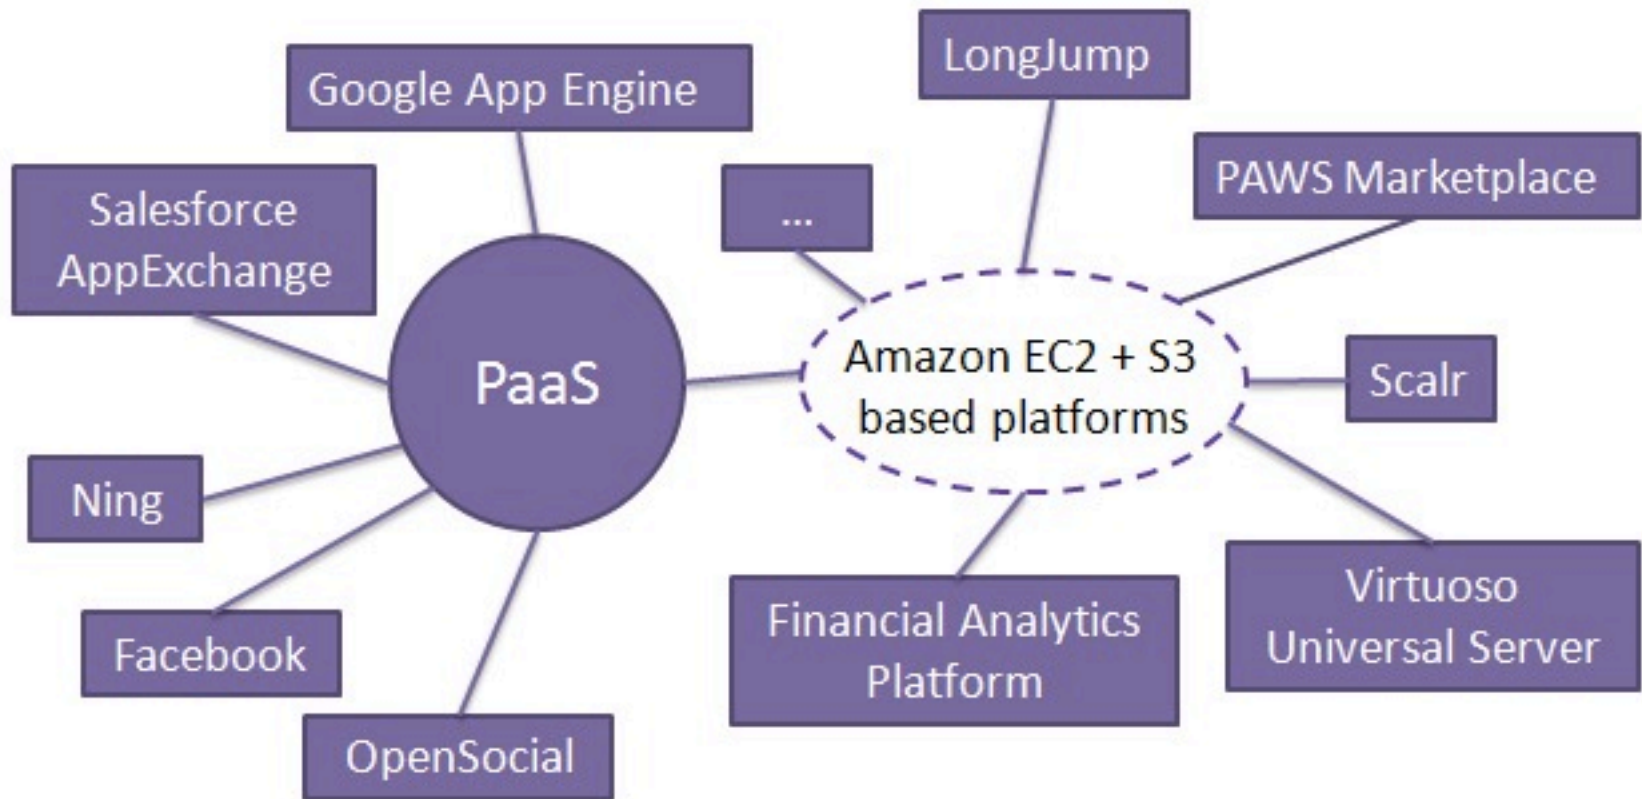 LongJump
Google App Engine
PAWS Marketplace
Salesforce
AppExchange
...
PaaS
Amazon EC2 + S3
based platforms
Scalr
Ning
Facebook
OpenSocial
Financial Analytics
Platform
Virtuoso
Universal Server